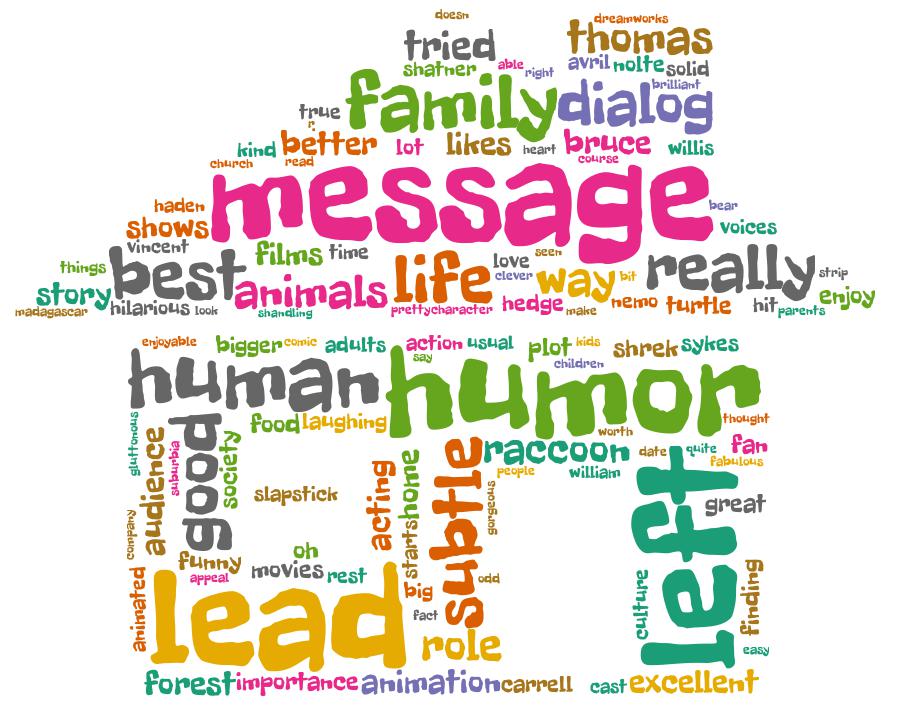 doesn
dreamworks
tried
thomas
shatner
able
right
avril
nolte
solid
brilliant
true
family
dialog
r
kind
better
lot
likes
heart
bruce
willis
church
read
course
message
haden
bear
shows
voices
vincent
films
time
love
seen
things
best
clever
really
strip
story
animals
life
way
bit
hilarious
look
nemo
turtle
hit
enjoy
madagascar
shandling
pretty
character
hedge
make
parents
enjoyable
bigger
comic
adults
action
usual
plot
kids
shrek
sykes
say
children
human
humor
gluttonous
good
food
laughing
thought
worth
audience
suburbia
society
raccoon
date
quite
fan
people
william
fabulous
slapstick
acting
home
subtle
gorgeous
left
great
company
funny
oh
starts
appeal
movies
rest
big
odd
culture
finding
animated
lead
fact
role
easy
forest
importance
animation
carrell
cast
excellent